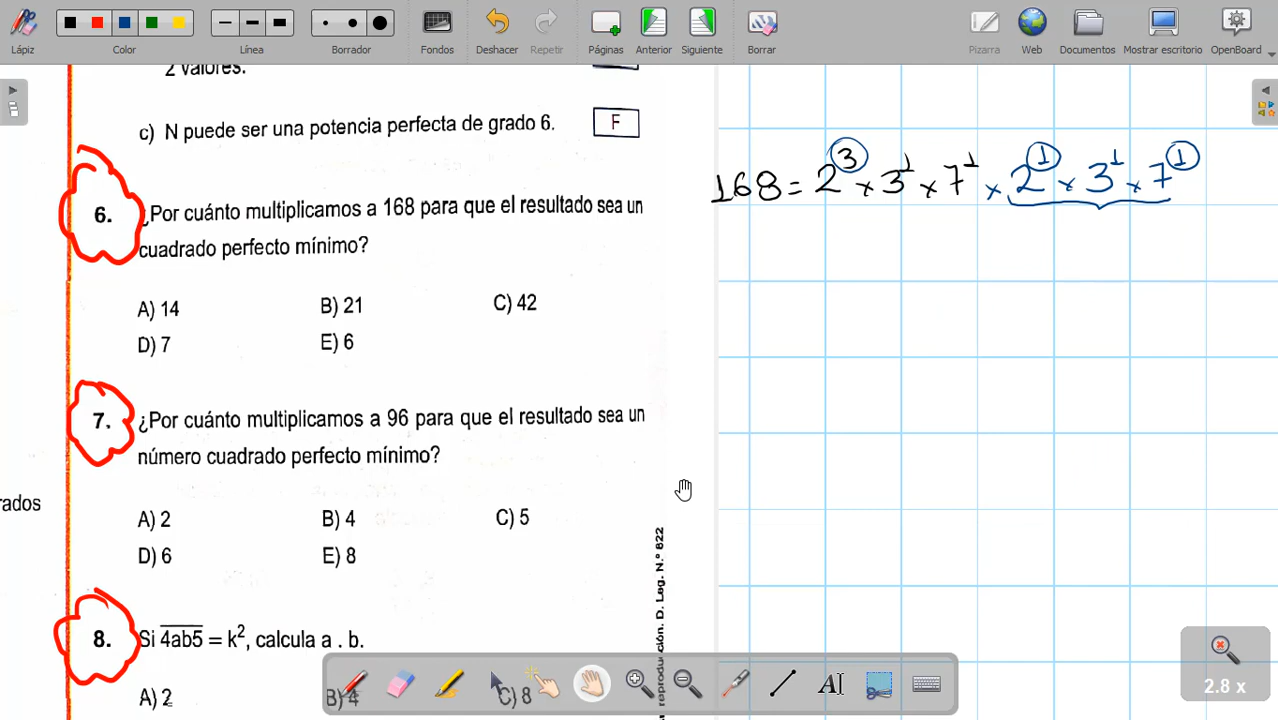 Lápiz Color Línea Borrador Fondos Deshacer Repetir Páginas Anterior Siguiente Borrar Pizarra Web Documentos Mostrar escritorio OpenBoard
2 valores.
c) N puede ser una potencia perfecta de grado 6. F
6. ¿Por cuánto multiplicamos a 168 para que el resultado sea un
cuadrado perfecto mínimo?
A) 14 B) 21 C) 42
D) 7 E) 6
7. ¿Por cuánto multiplicamos a 96 para que el resultado sea un
número cuadrado perfecto mínimo?
A) 2 B) 4 C) 5
D) 6 E) 8
8. Si 4ab5 = k², calcula a . b.
A) 2 B) 4 C) 8
rados
reproducción. D. Leg. N.° 822
168 = 2³ × 3¹ × 7¹ × 2¹ × 3¹ × 7¹
2.8 x